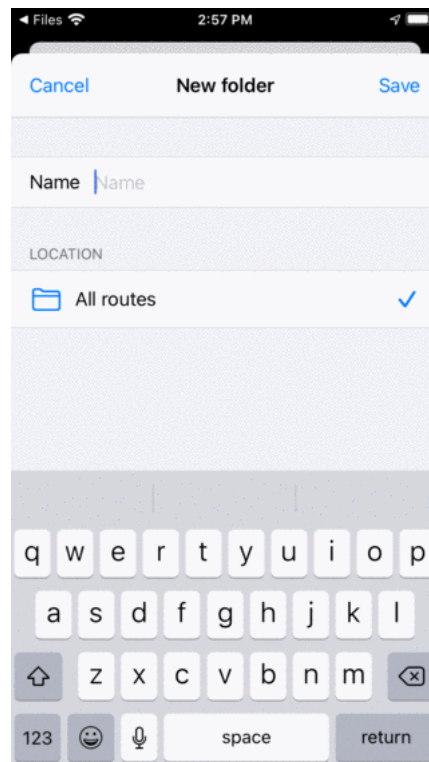 ◀ Files 2:57 PM
Cancel New folder Save
Name Name
LOCATION
All routes
q w e r t y u i o p
a s d f g h j k l
z x c v b n m
123 space return